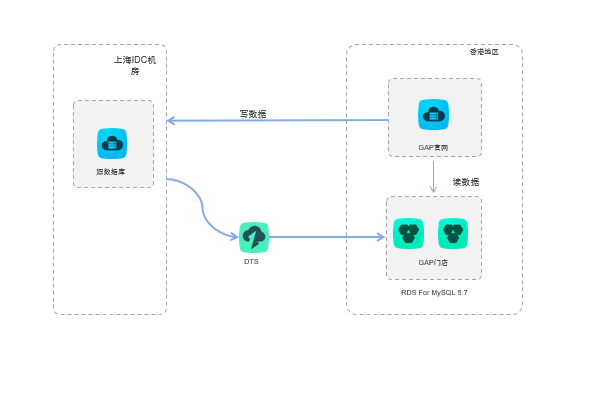 上海IDC机
房
香港地区
写数据
GAP官网
源数据库
读数据
DTS
GAP门店
RDS For MySQL 5.7